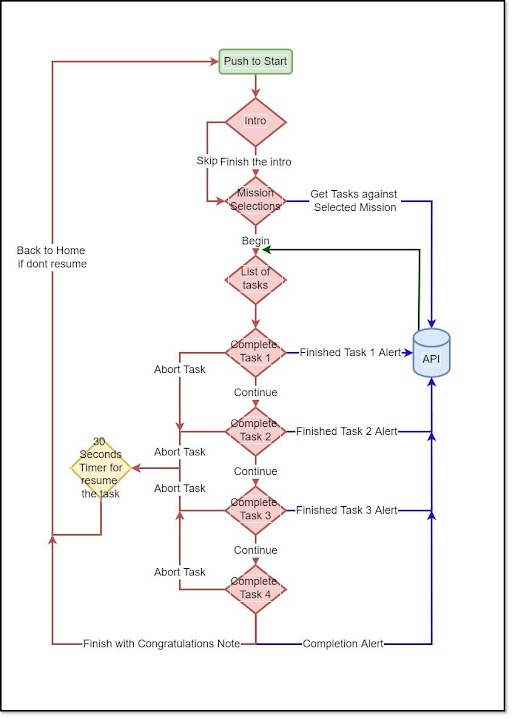 Push to Start
Intro
Skip
Finish the intro
Mission
Selections
Get Tasks against
Selected Mission
Back to Home
if dont resume
Begin
List of
tasks
Complete
Task 1
Finished Task 1 Alert
API
Abort Task
Continue
Complete
Task 2
Finished Task 2 Alert
30
Seconds
Timer for
resume
the task
Abort Task
Continue
Abort Task
Complete
Task 3
Finished Task 3 Alert
Continue
Abort Task
Complete
Task 4
Finish with Congratulations Note
Completion Alert